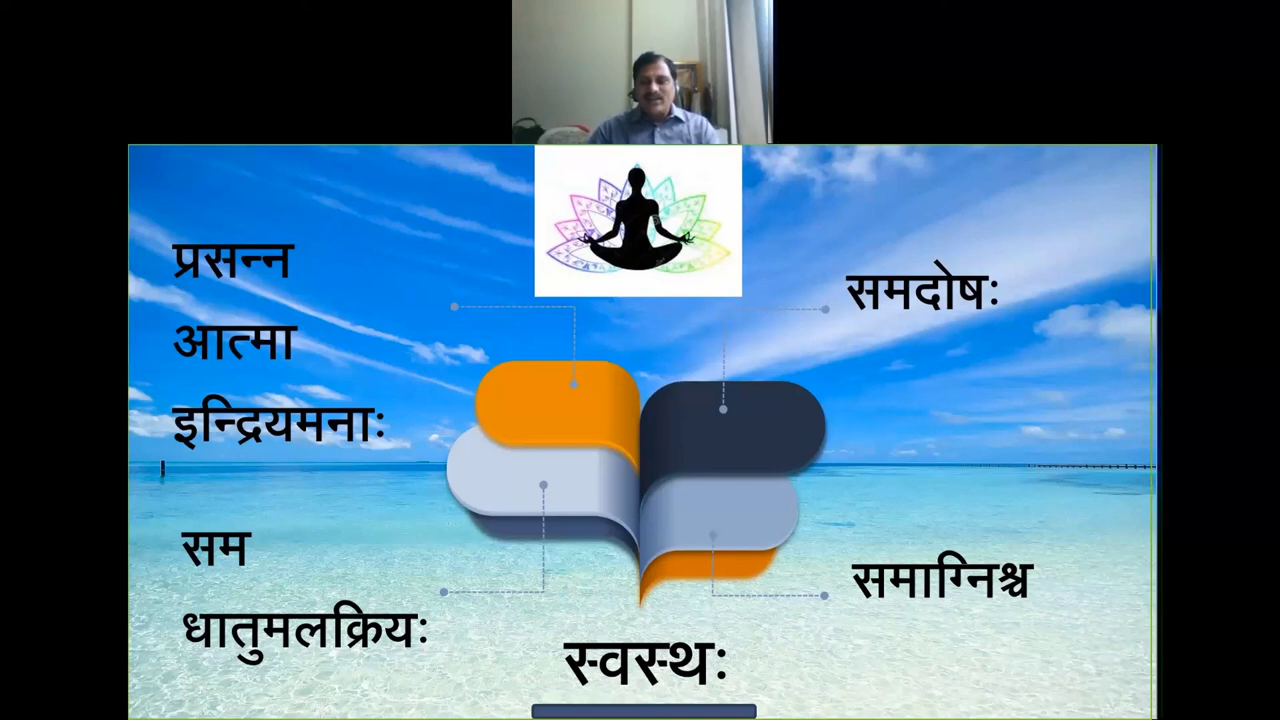 प्रसन्न
आत्मा
इन्द्रियमनाः
समदोषः
सम
धातुमलक्रियः
समाग्निश्च
स्वस्थः